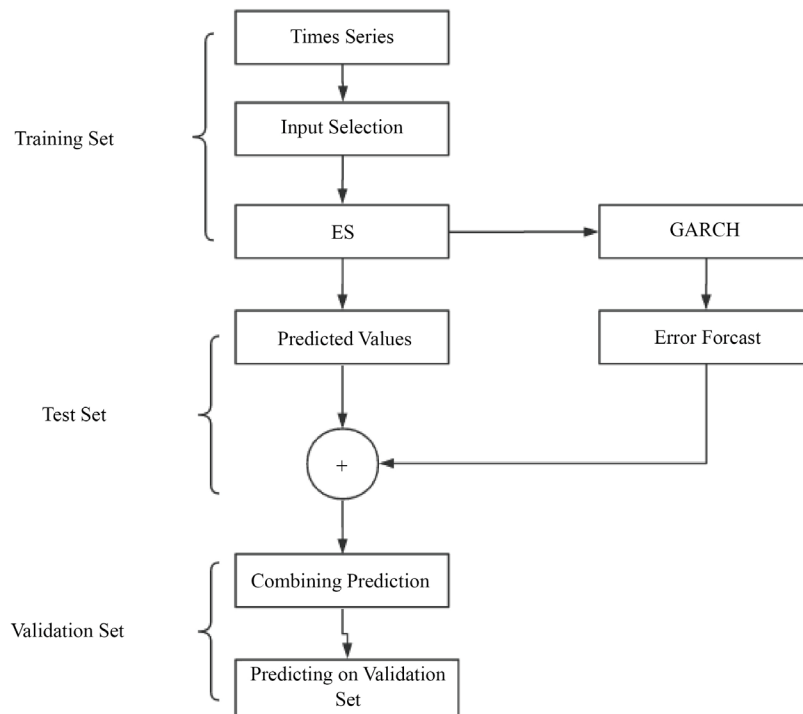 Times Series
Input Selection
Training Set
ES
GARCH
Predicted Values
Error Forcast
Test Set
+
Combining Prediction
Validation Set
Predicting on Validation
Set